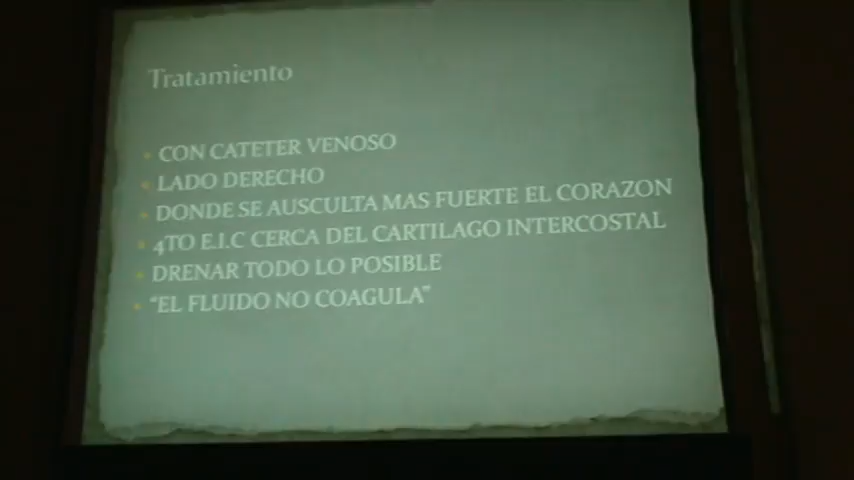 Tratamiento
CON CATETER VENOSO
LADO DERECHO
DONDE SE AUSCULTA MAS FUERTE EL CORAZON
4TO E.I.C CERCA DEL CARTILAGO INTERCOSTAL
DRENAR TODO LO POSIBLE
“EL FLUIDO NO COAGULA”